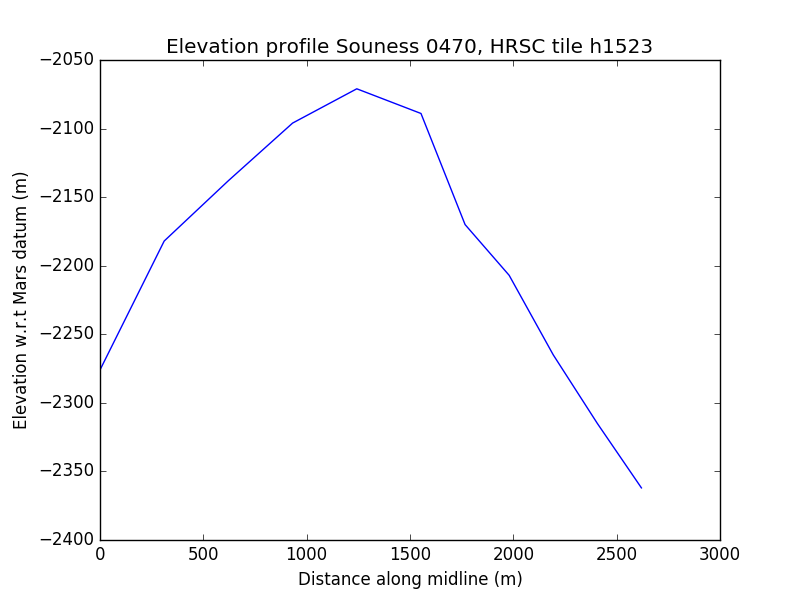 Elevation profile Souness 0470, HRSC tile h1523
−2050
−2100
−2150
−2200
−2250
−2300
−2350
−2400
Elevation w.r.t Mars datum (m)
0 500 1000 1500 2000 2500 3000
Distance along midline (m)